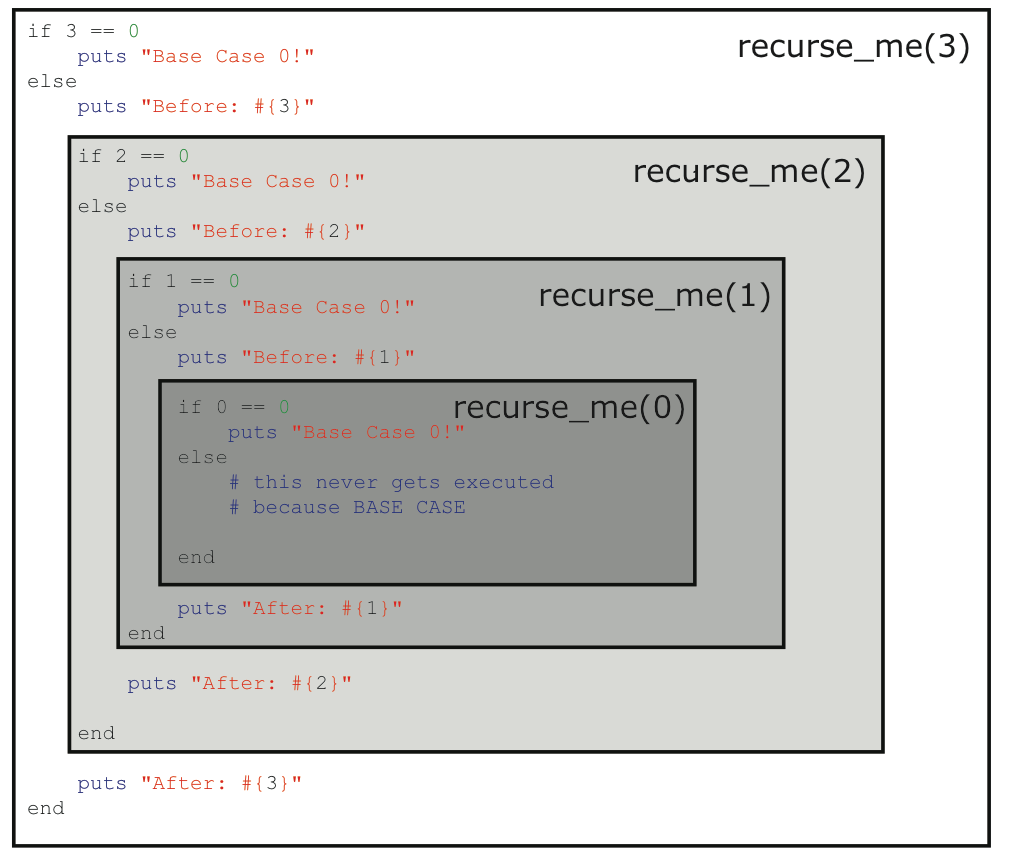 if 3 == 0
recurse_me(3)
puts "Base Case 0!"
else
puts "Before: #{3}"
if 2 == 0
recurse_me(2)
puts "Base Case 0!"
else
puts "Before: #{2}"
if 1 == 0
recurse_me(1)
puts "Base Case 0!"
else
puts "Before: #{1}"
if 0 == 0
recurse_me(0)
puts "Base Case 0!"
else
# this never gets executed
# because BASE CASE
end
puts "After: #{1}"
end
puts "After: #{2}"
end
puts "After: #{3}"
end